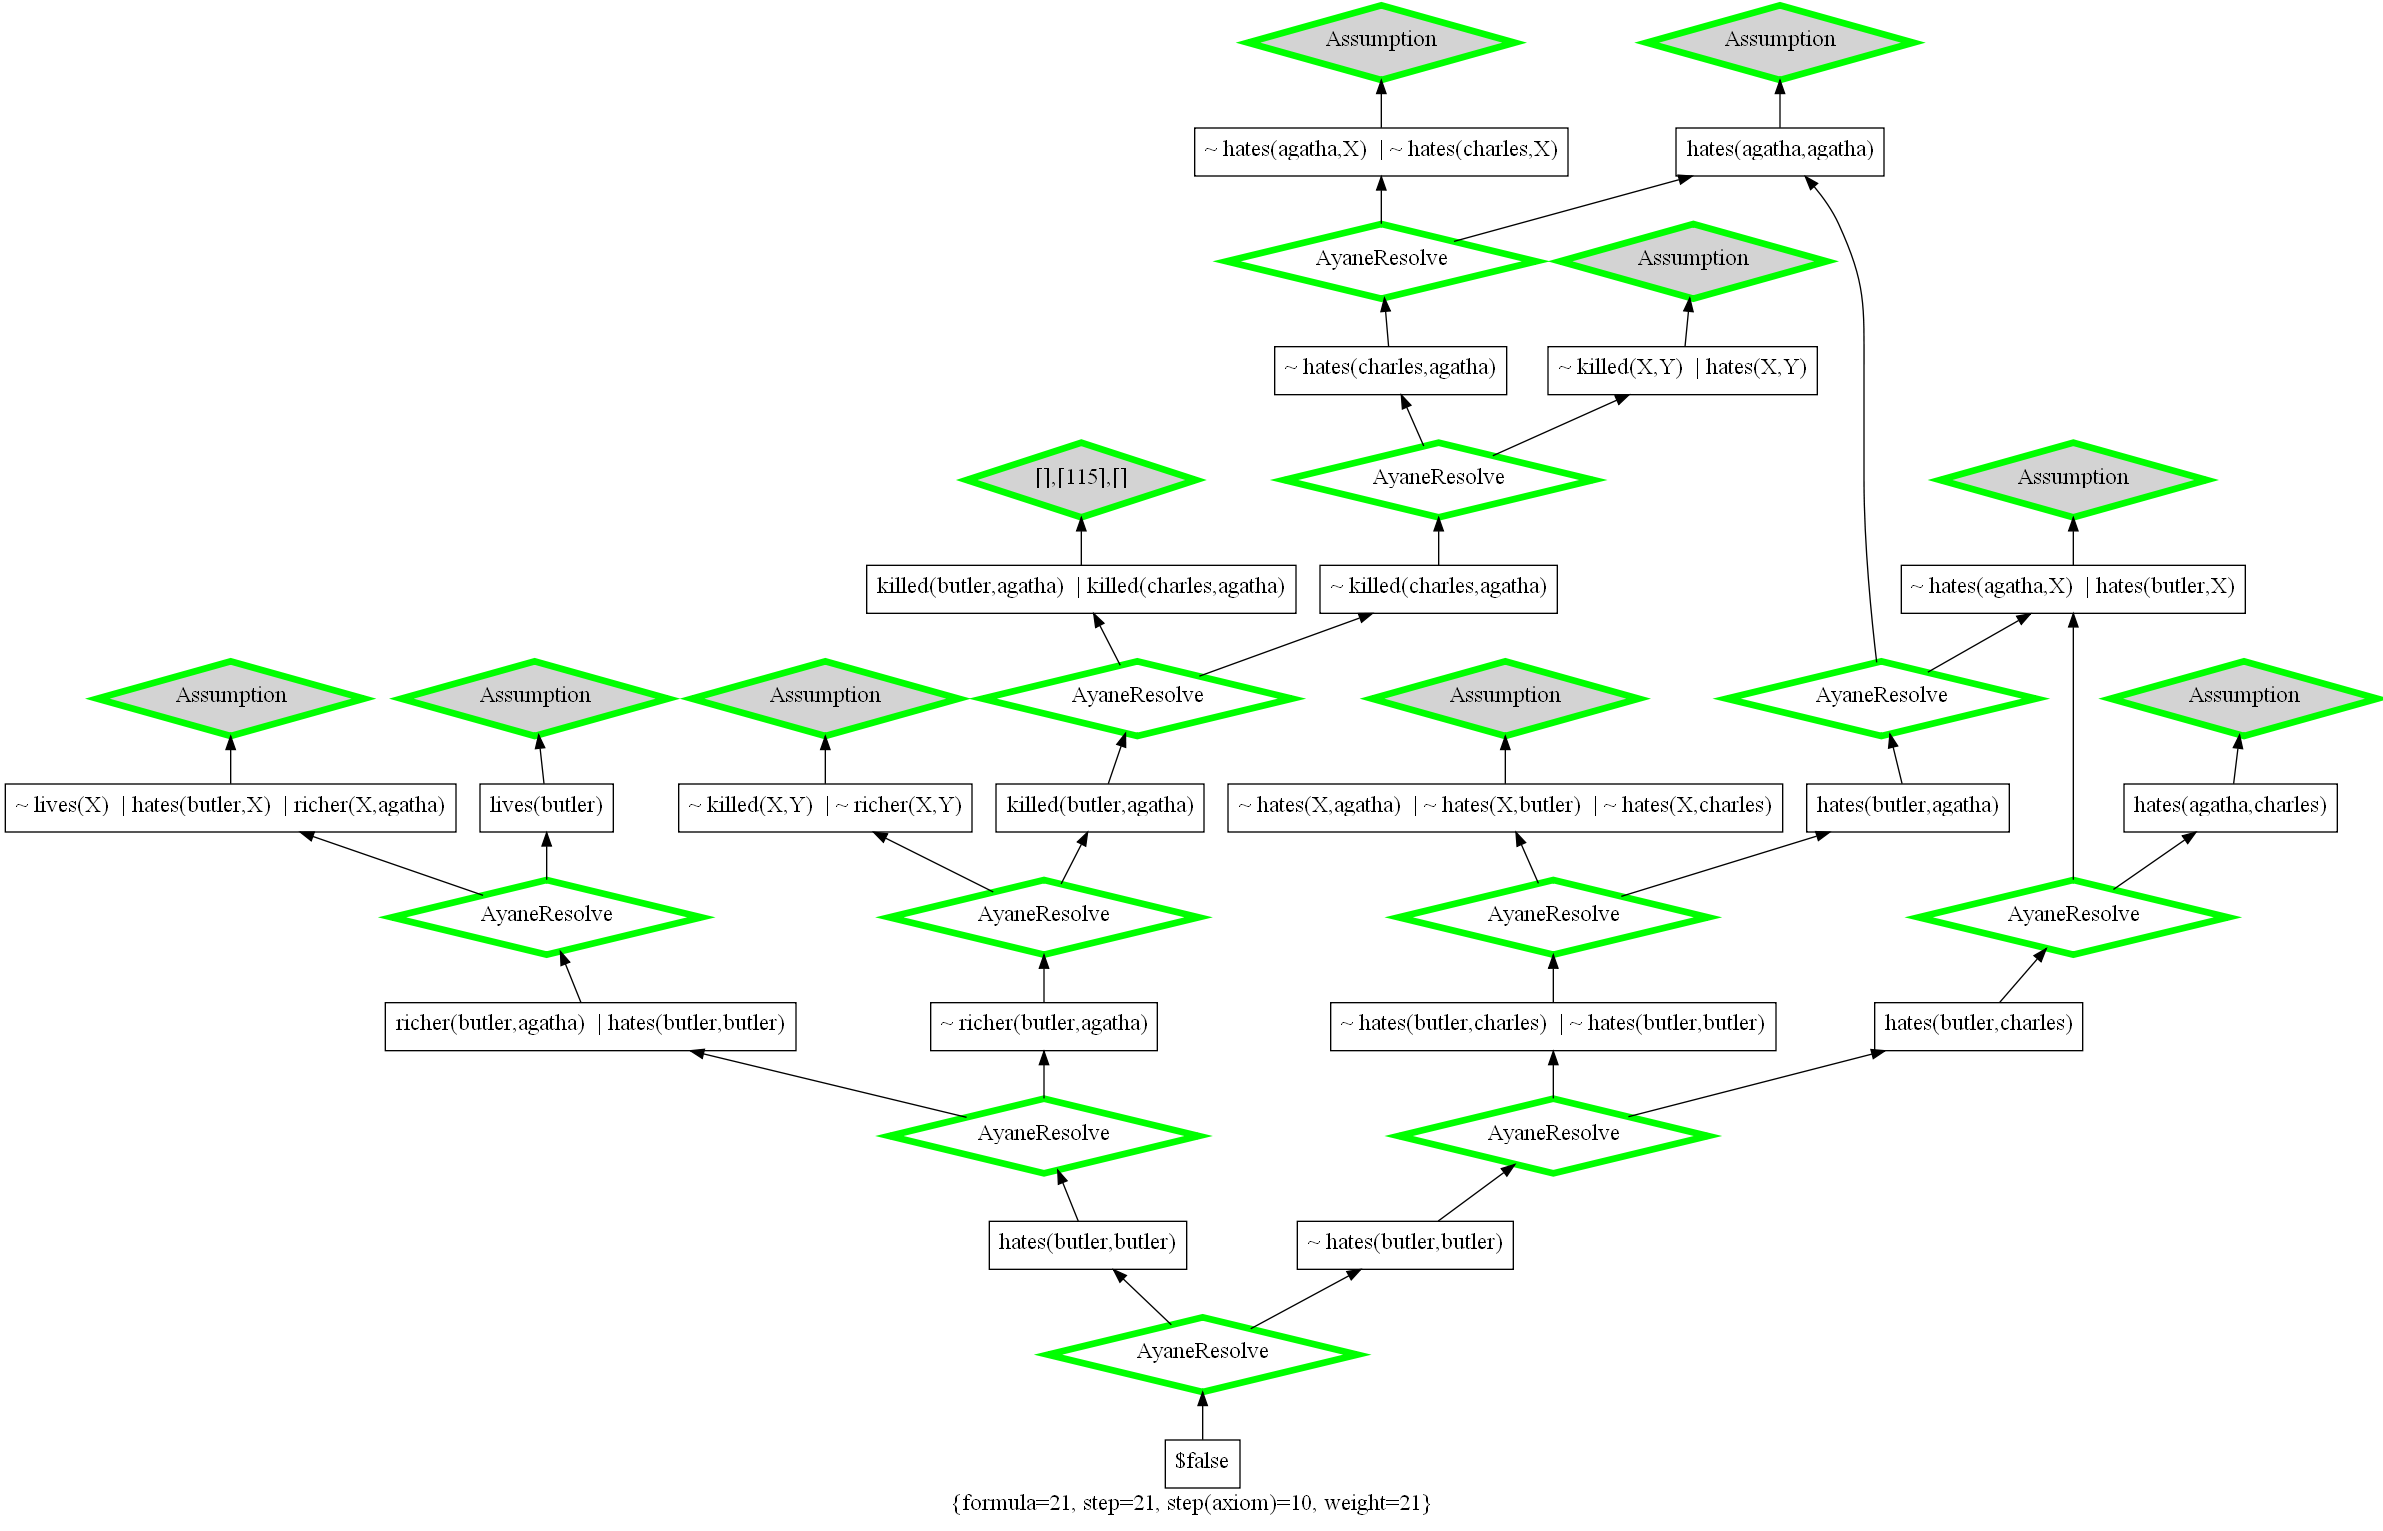 Assumption
Assumption
~ hates(agatha,X) | ~ hates(charles,X)
hates(agatha,agatha)
AyaneResolve
Assumption
~ hates(charles,agatha)
~ killed(X,Y) | hates(X,Y)
[],[115],[]
AyaneResolve
Assumption
killed(butler,agatha) | killed(charles,agatha)
~ killed(charles,agatha)
~ hates(agatha,X) | hates(butler,X)
Assumption
Assumption
Assumption
AyaneResolve
Assumption
AyaneResolve
Assumption
~ lives(X) | hates(butler,X) | richer(X,agatha)
lives(butler)
~ killed(X,Y) | ~ richer(X,Y)
killed(butler,agatha)
~ hates(X,agatha) | ~ hates(X,butler) | ~ hates(X,charles)
hates(butler,agatha)
hates(agatha,charles)
AyaneResolve
AyaneResolve
AyaneResolve
AyaneResolve
richer(butler,agatha) | hates(butler,butler)
~ richer(butler,agatha)
~ hates(butler,charles) | ~ hates(butler,butler)
hates(butler,charles)
AyaneResolve
AyaneResolve
hates(butler,butler)
~ hates(butler,butler)
AyaneResolve
$false
{formula=21, step=21, step(axiom)=10, weight=21}